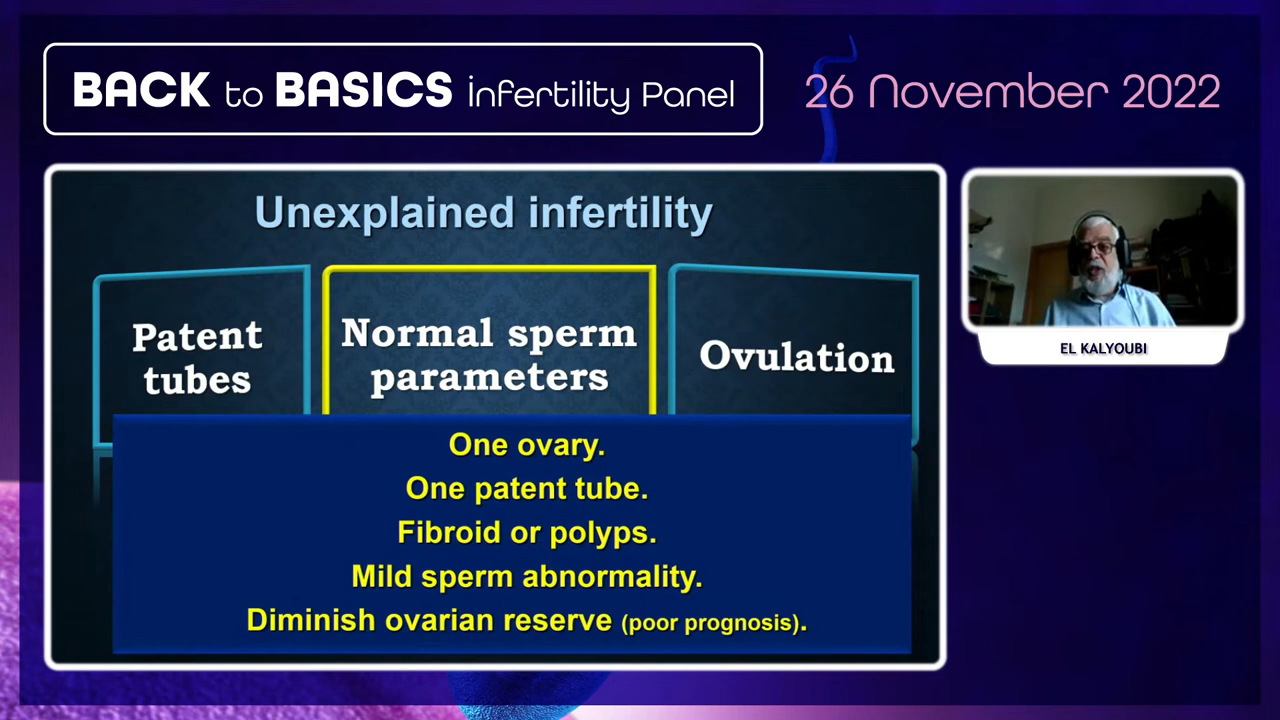 BACK to BASICS infertility Panel
26 November 2022
Unexplained infertility
Patent
tubes
Normal sperm
parameters
Ovulation
One ovary.
One patent tube.
Fibroid or polyps.
Mild sperm abnormality.
Diminish ovarian reserve (poor prognosis).
EL KALYOUBI